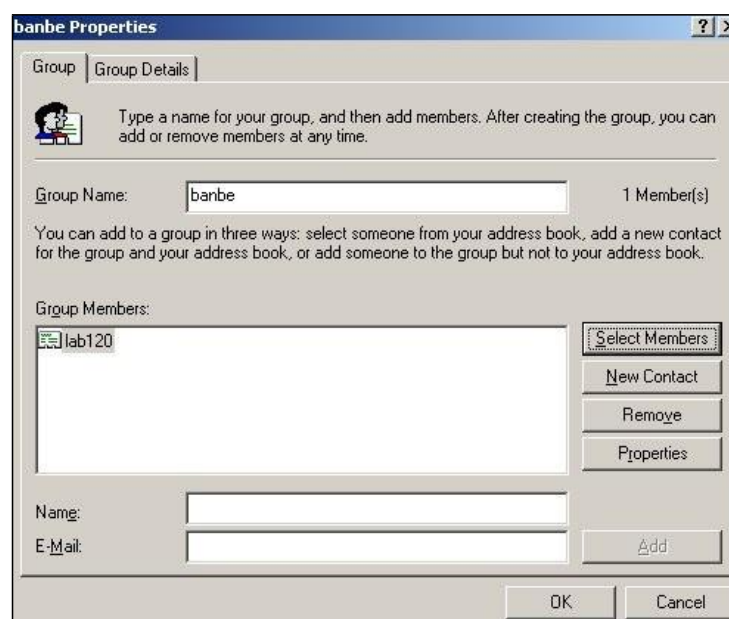 banbe Properties
Group
Group Details
Type a name for your group, and then add members. After creating the group, you can
add or remove members at any time.
Group Name:
banbe
1 Member(s)
You can add to a group in three ways: select someone from your address book, add a new contact
for the group and your address book, or add someone to the group but not to your address book.
Group Members:
lab120
Select Members
New Contact
Remove
Properties
Name:
E-Mail:
Add
OK
Cancel